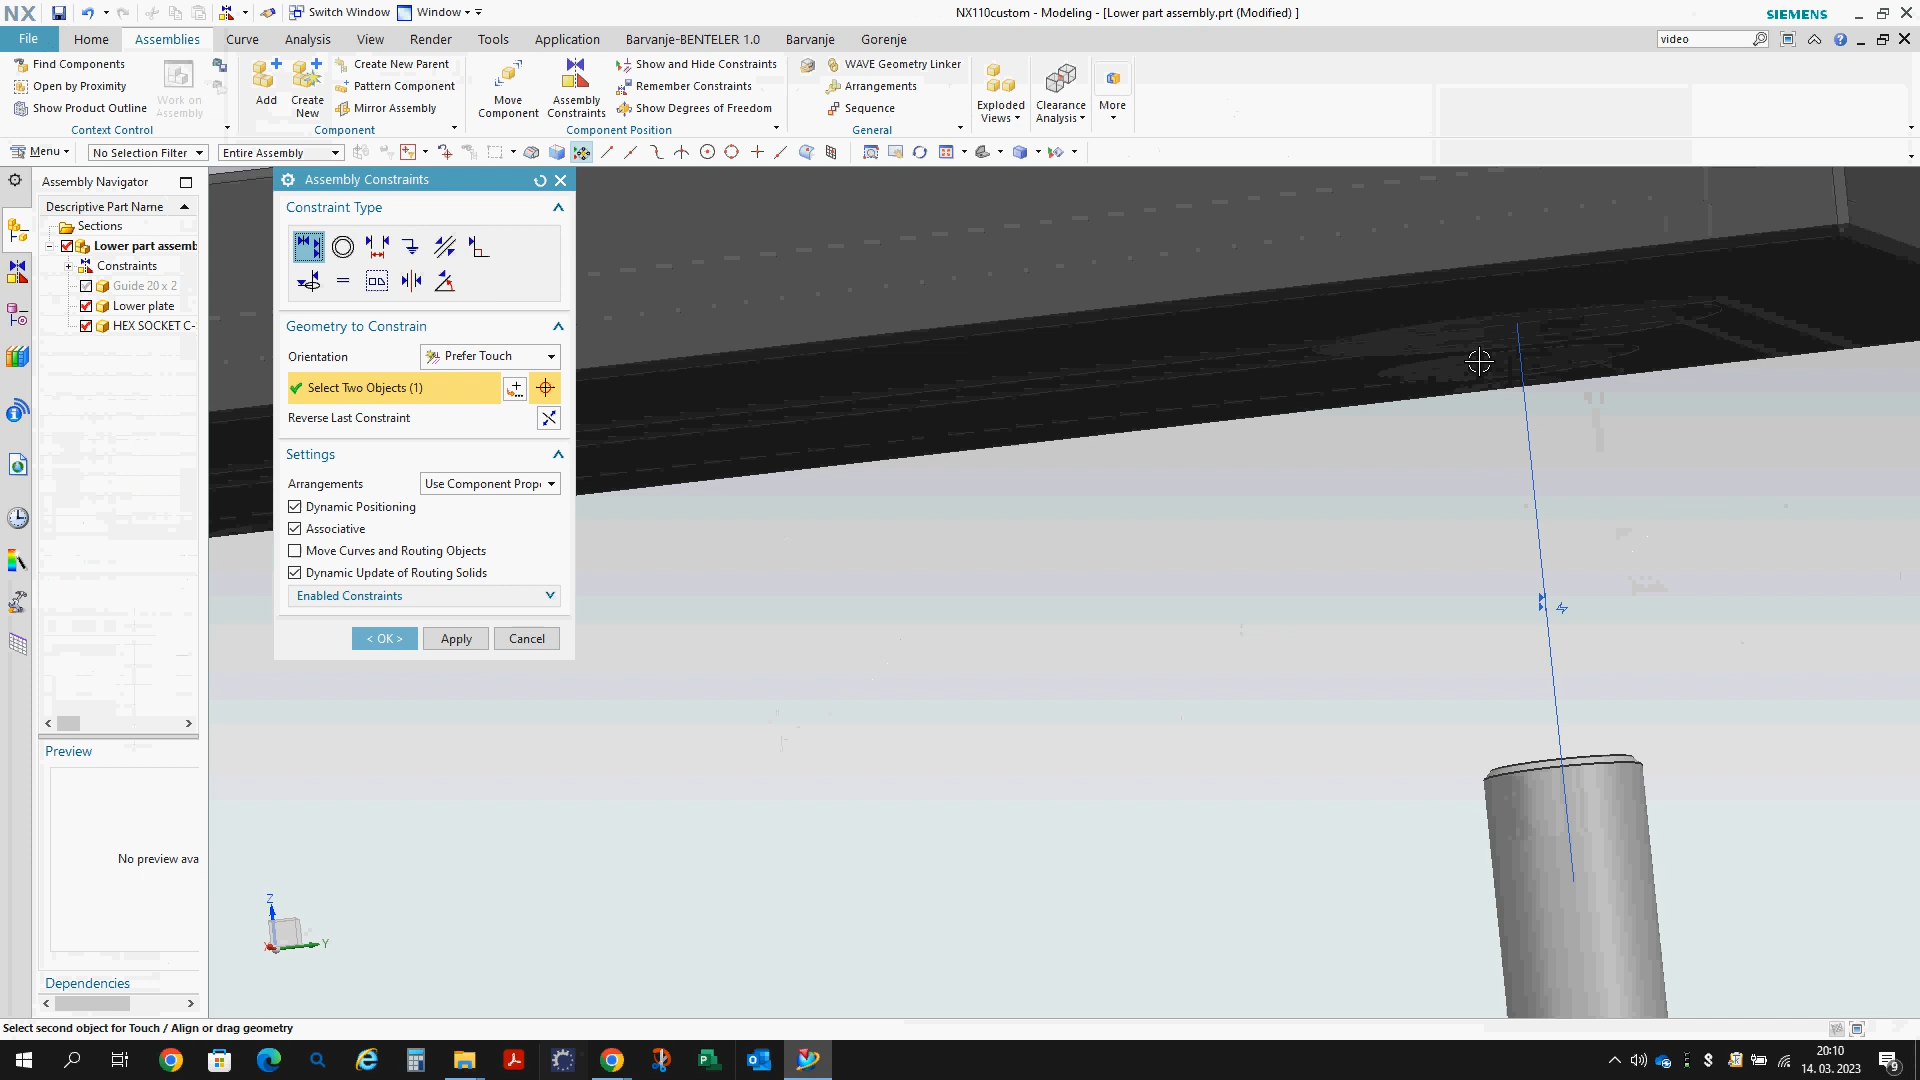 NX
Switch Window
Window
NX110custom - Modeling - [Lower part assembly.prt (Modified) ]
SIEMENS
File
Home
Assemblies
Curve
Analysis
View
Render
Tools
Application
Barvanje-BENTELER 1.0
Barvanje
Gorenje
video
Find Components
Open by Proximity
Show Product Outline
Work on
Assembly
Context Control
Add
Create
New
Create New Parent
Pattern Component
Mirror Assembly
Component
Move
Component
Assembly
Constraints
Show and Hide Constraints
Remember Constraints
Show Degrees of Freedom
Component Position
WAVE Geometry Linker
Arrangements
Sequence
General
Exploded
Views
Clearance
Analysis
More
Menu
No Selection Filter
Entire Assembly
Assembly Navigator
Descriptive Part Name
Sections
Lower part assemb
Constraints
Guide 20 x 2
Lower plate
HEX SOCKET C-
Preview
No preview ava
Dependencies
Assembly Constraints
Constraint Type
Geometry to Constrain
Orientation
Prefer Touch
Select Two Objects (1)
Reverse Last Constraint
Settings
Arrangements
Use Component Prop
Dynamic Positioning
Associative
Move Curves and Routing Objects
Dynamic Update of Routing Solids
Enabled Constraints
< OK >
Apply
Cancel
Z
X
Y
Select second object for Touch / Align or drag geometry
20:10
14. 03. 2023
9